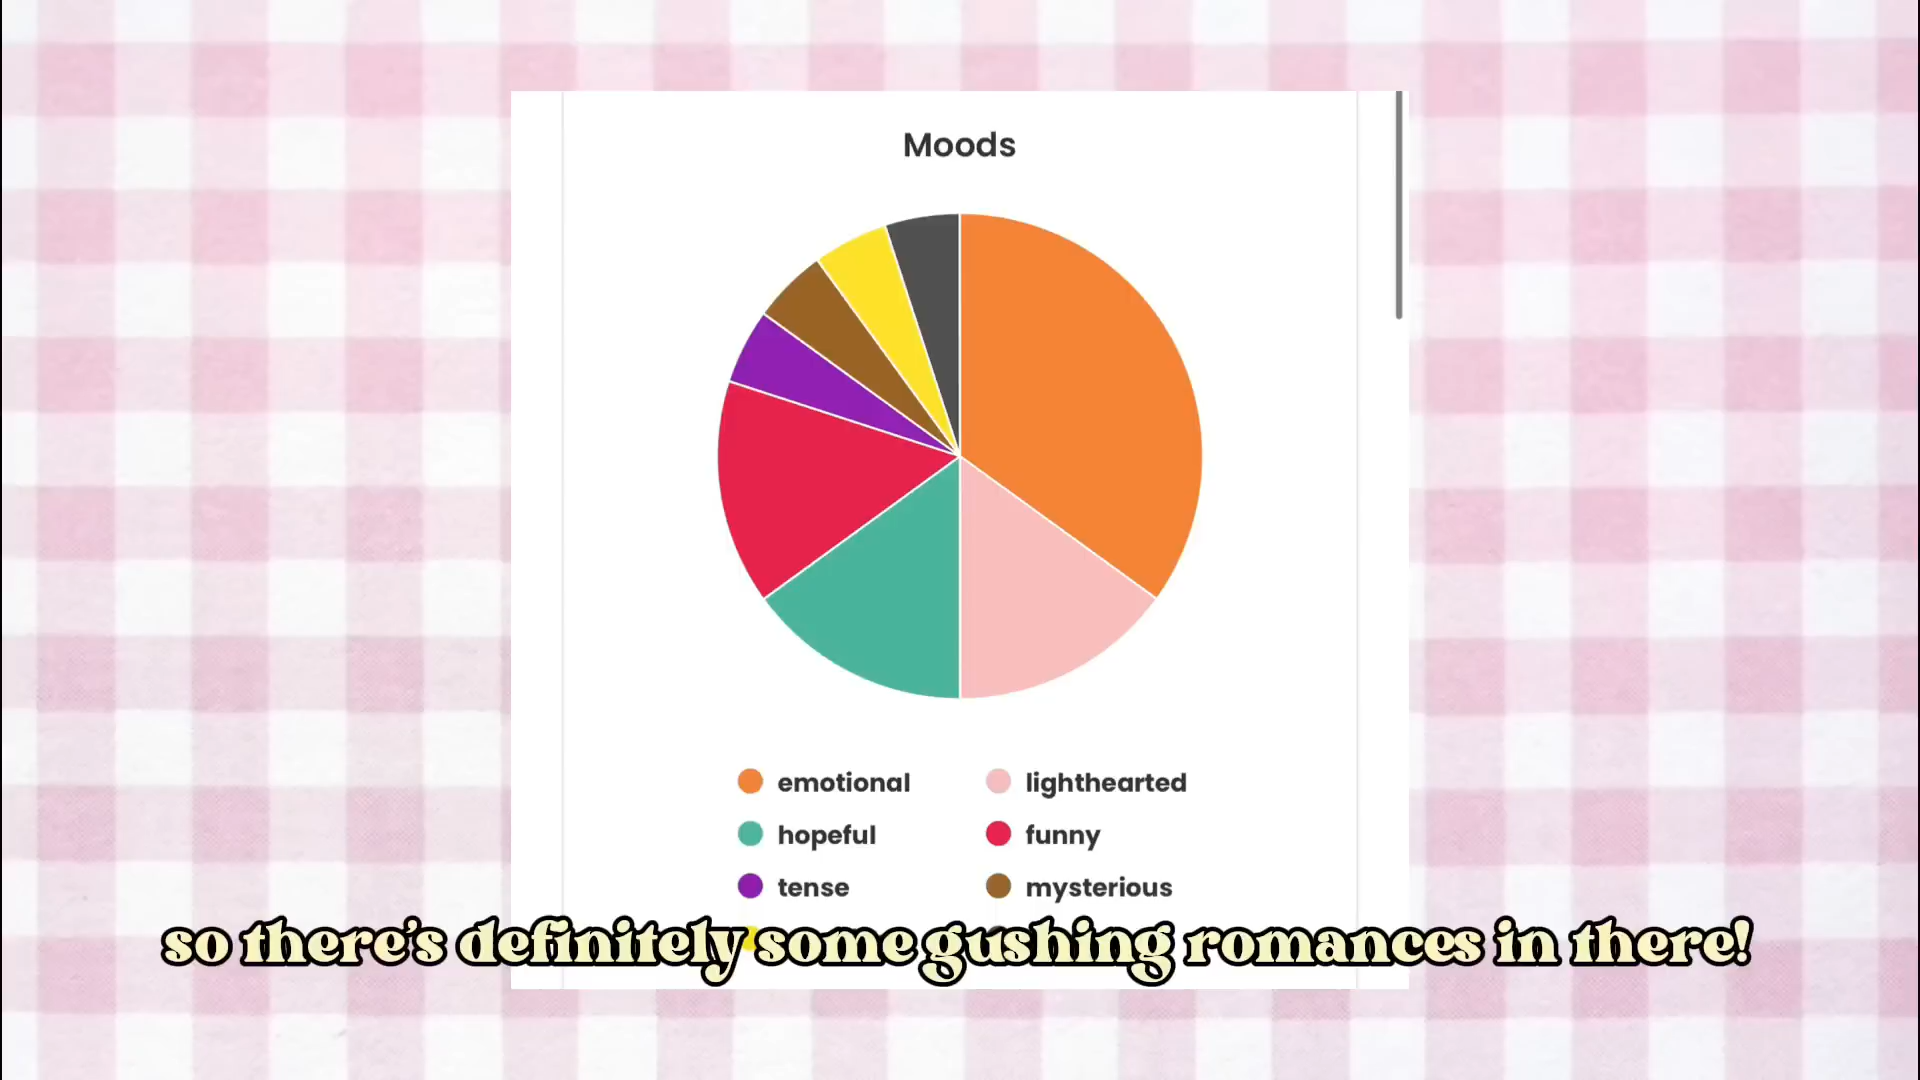 Moods
emotional
lighthearted
hopeful
funny
tense
mysterious
so there's definitely some gushing romances in there!